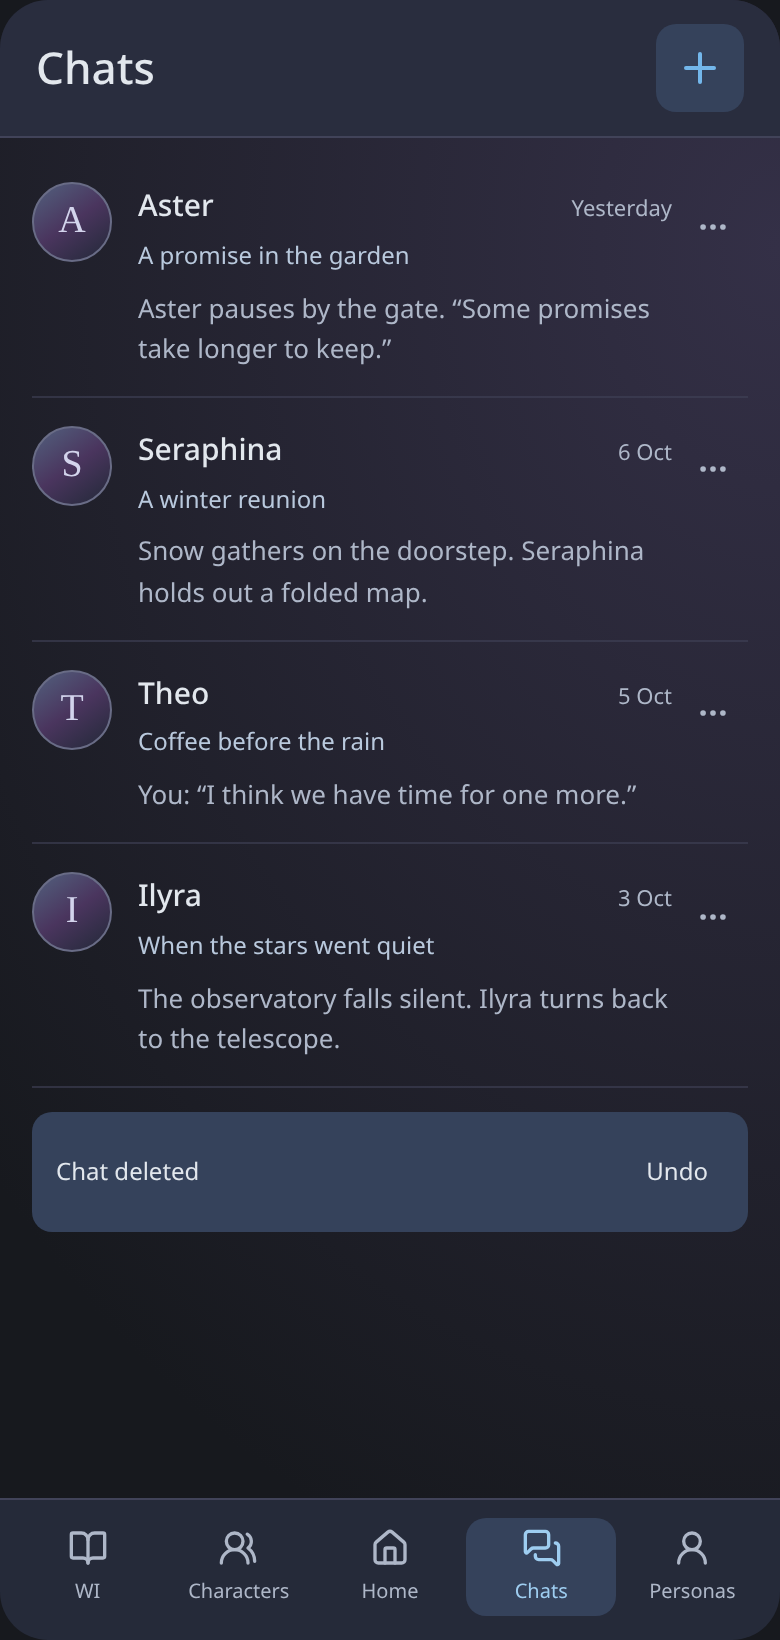 Chats
A
Aster
Yesterday
A promise in the garden
Aster pauses by the gate. “Some promises
take longer to keep.”
S
Seraphina
6 Oct
A winter reunion
Snow gathers on the doorstep. Seraphina
holds out a folded map.
T
Theo
5 Oct
Coffee before the rain
You: “I think we have time for one more.”
I
Ilyra
3 Oct
When the stars went quiet
The observatory falls silent. Ilyra turns back
to the telescope.
Chat deleted
Undo
WI
Characters
Home
Chats
Personas